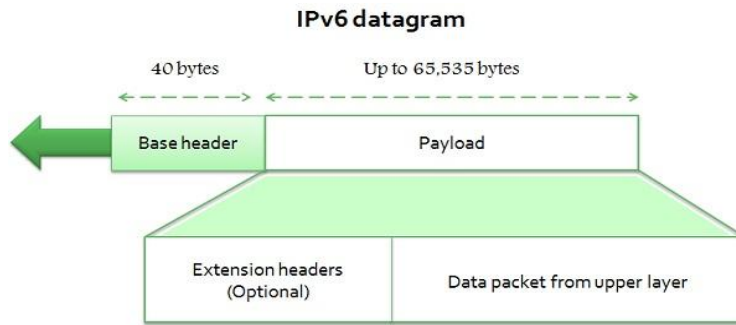 IPv6 datagram
40 bytes
Up to 65,535 bytes
Base header
Payload
Extension headers
(Optional)
Data packet from upper layer